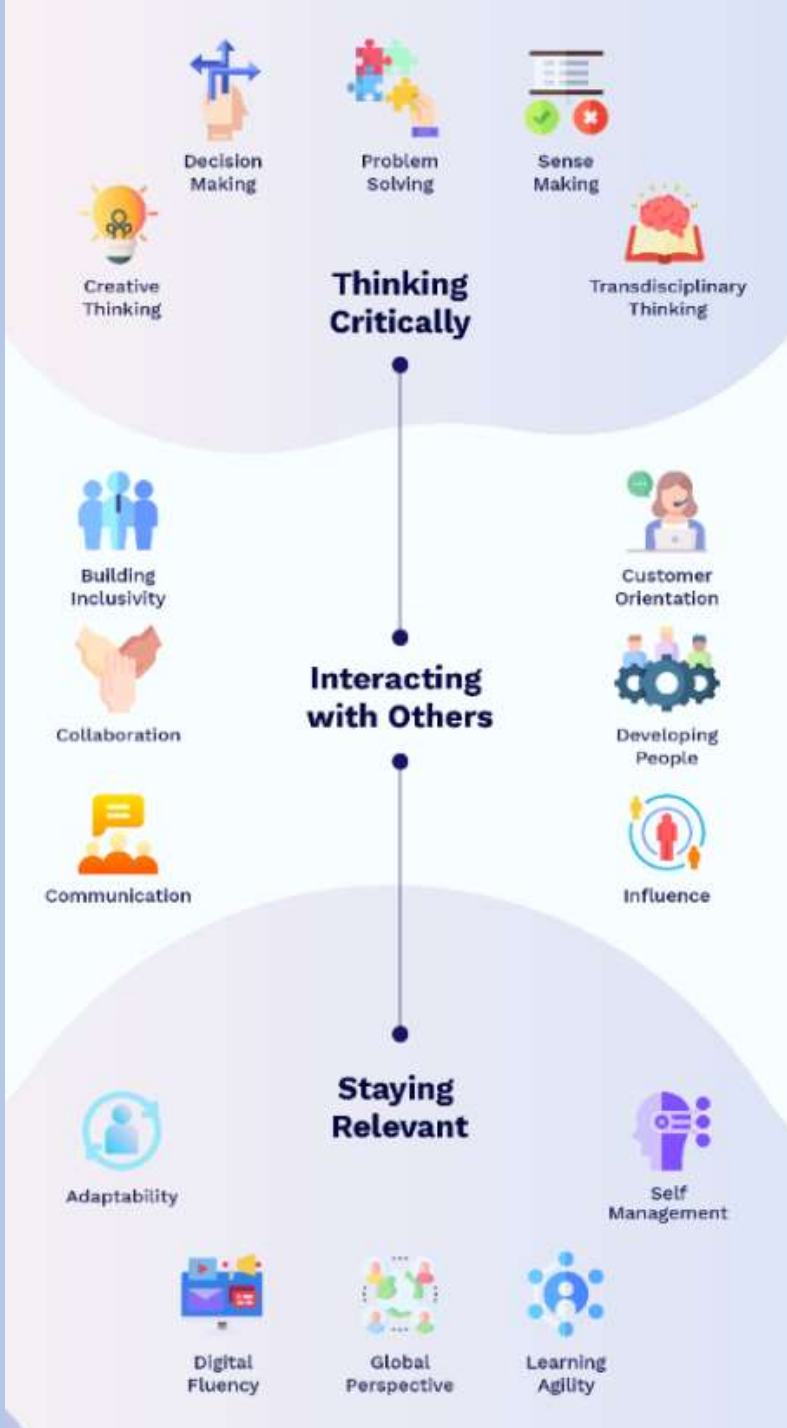 Decision
Making
Problem
Solving
Sense
Making
Creative
Thinking
Thinking
Critically
Transdisciplinary
Thinking
Building
Inclusivity
Customer
Orientation
Collaboration
Interacting
with Others
Developing
People
Communication
Influence
Staying
Relevant
Adaptability
Self
Management
Digital
Fluency
Global
Perspective
Learning
Agility